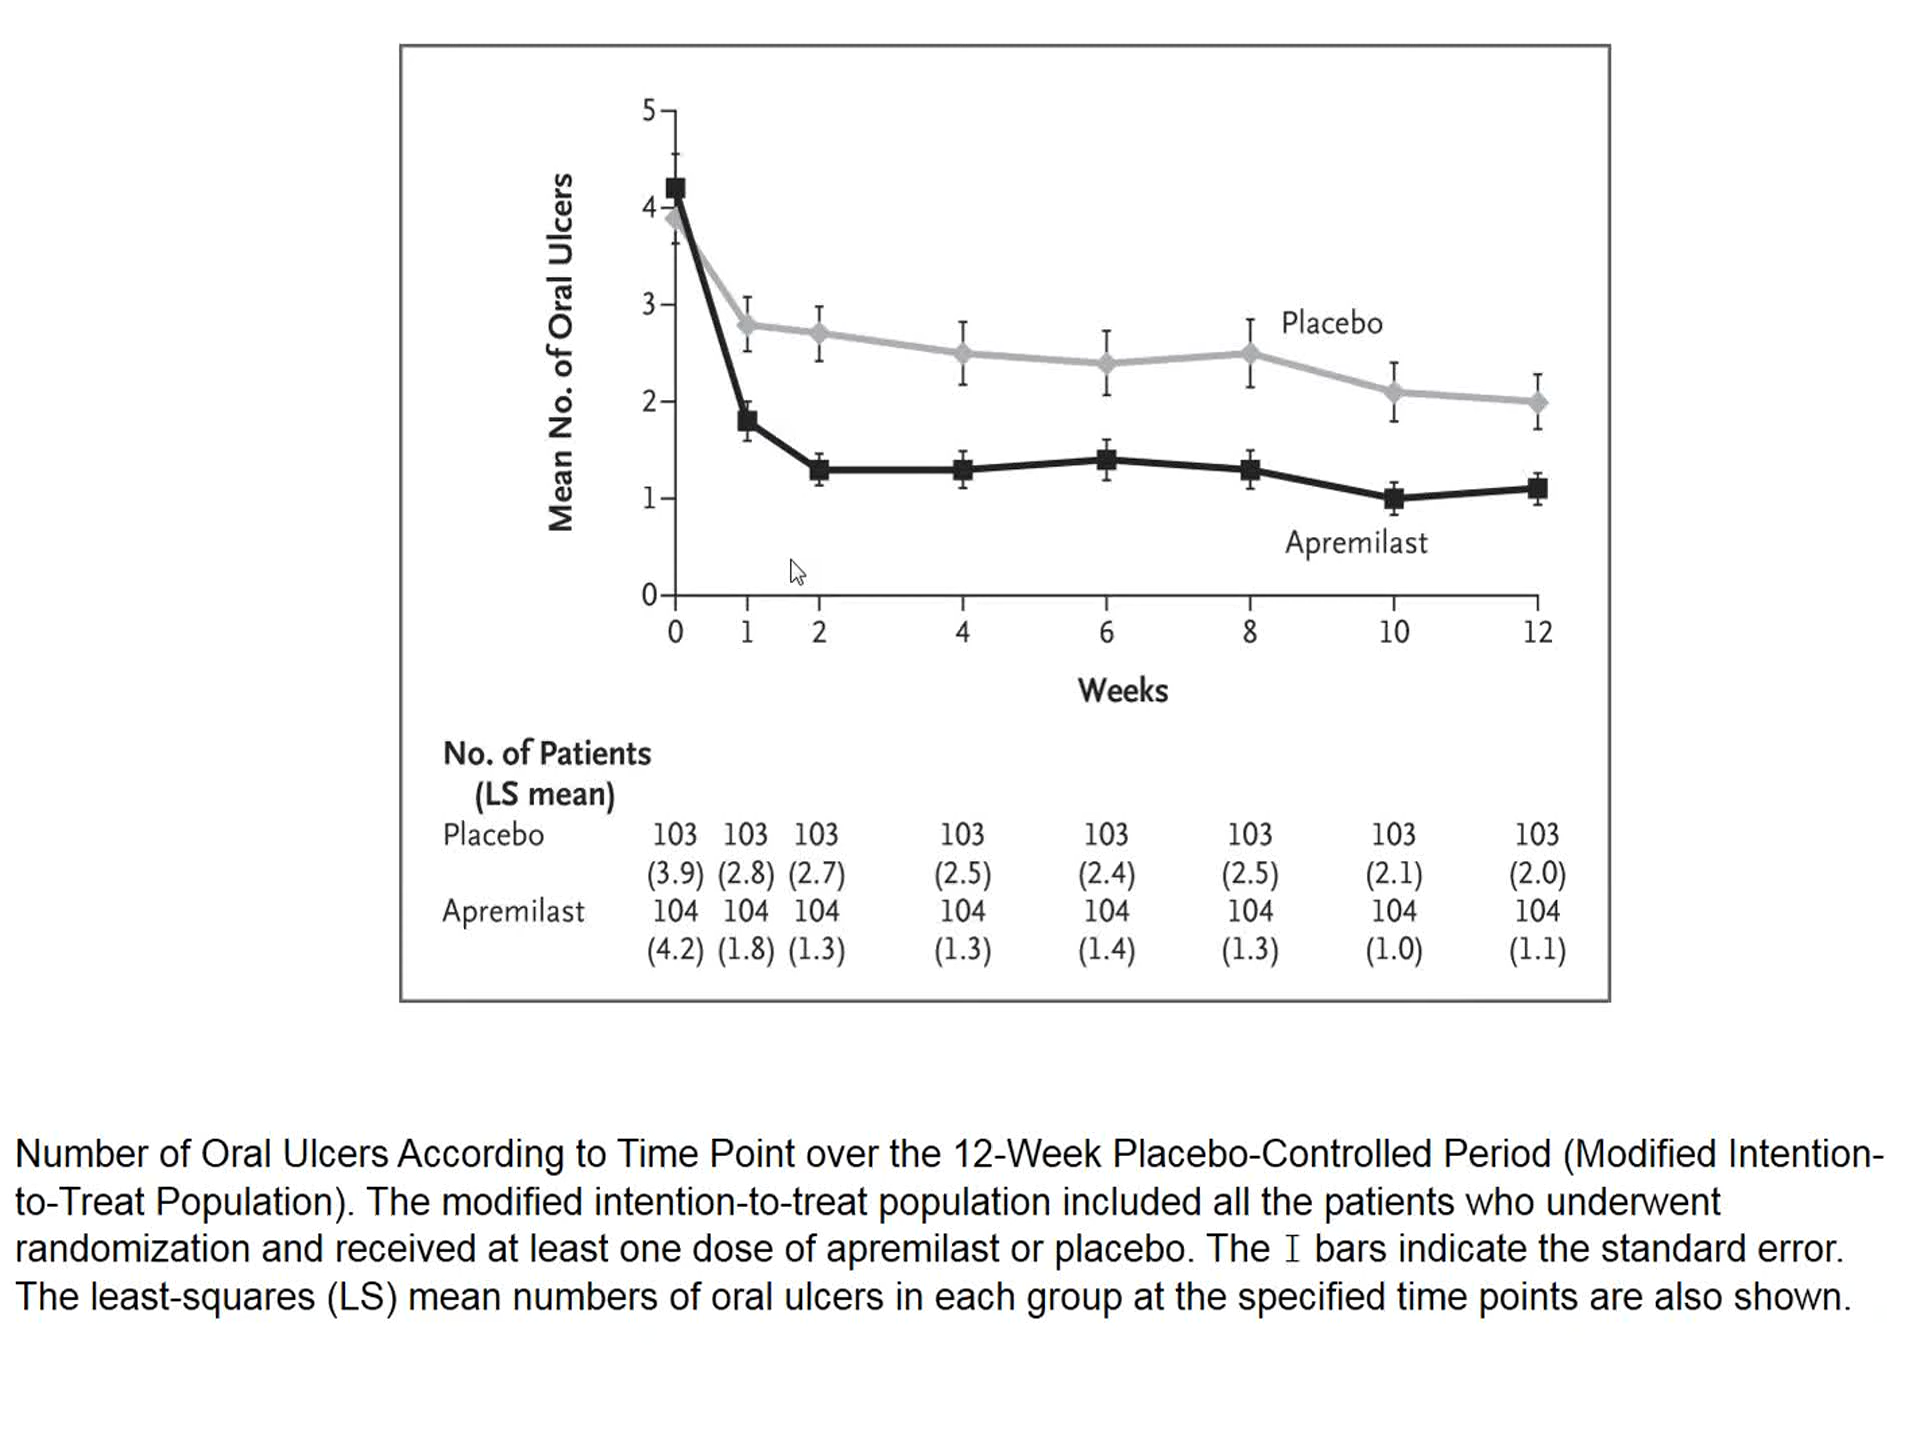 5
4
3
2
1
0
Mean No. of Oral Ulcers
Placebo
Apremilast
0 1 2 4 6 8 10 12
Weeks
No. of Patients
(LS mean)
Placebo 103 103 103 103 103 103 103 103
(3.9) (2.8) (2.7) (2.5) (2.4) (2.5) (2.1) (2.0)
Apremilast 104 104 104 104 104 104 104 104
(4.2) (1.8) (1.3) (1.3) (1.4) (1.3) (1.0) (1.1)
Number of Oral Ulcers According to Time Point over the 12-Week Placebo-Controlled Period (Modified Intention-
to-Treat Population). The modified intention-to-treat population included all the patients who underwent
randomization and received at least one dose of apremilast or placebo. The I bars indicate the standard error.
The least-squares (LS) mean numbers of oral ulcers in each group at the specified time points are also shown.